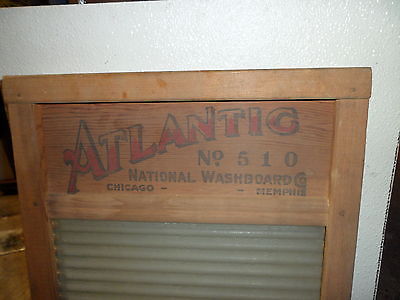 ATLANTIC
No 510
NATIONAL WASHBOARD Co
CHICAGO - - MEMPHIS